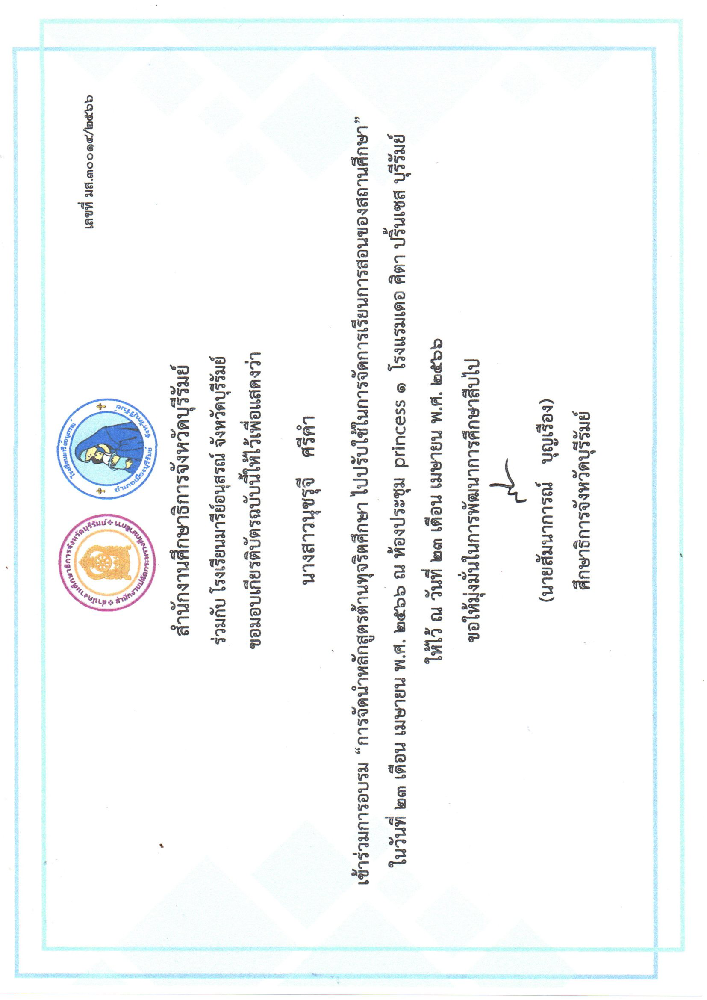 เลขที่ มส.๓๐๐๑๔/๒๕๖๖
สำนักงานศึกษาธิการจังหวัดบุรีรัมย์
สำนักงานปลัดกระทรวงศึกษาธิการ
โรงเรียนมารีย์อนุสรณ์
อำเภอเมืองบุรีรัมย์ จังหวัดบุรีรัมย์
สำนักงานศึกษาธิการจังหวัดบุรีรัมย์
ร่วมกับ โรงเรียนมารีย์อนุสรณ์ จังหวัดบุรีรัมย์
ขอมอบเกียรติบัตรฉบับนี้ให้ไว้เพื่อแสดงว่า
นางสาวนุชรุจี ศรีคำ
เข้าร่วมการอบรม “การจัดนำหลักสูตรต้านทุจริตศึกษา ไปปรับใช้ในการจัดการเรียนการสอนของสถานศึกษา”
ในวันที่ ๒๓ เดือน เมษายน พ.ศ. ๒๕๖๖ ณ ห้องประชุม princess ๑ โรงแรมเดอ ศิตา ปริ้นเซส บุรีรัมย์
ให้ไว้ ณ วันที่ ๒๓ เดือน เมษายน พ.ศ. ๒๕๖๖
ขอให้มุ่งมั่นในการพัฒนาการศึกษาสืบไป
(นายสัมนาการณ์ บุญเรือง)
ศึกษาธิการจังหวัดบุรีรัมย์